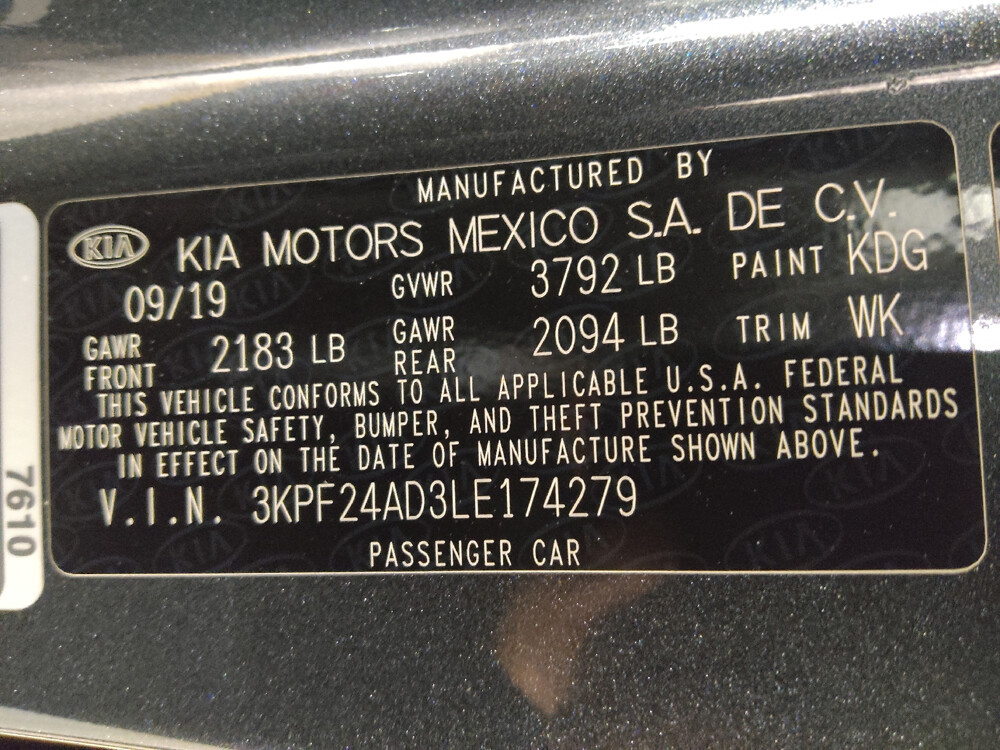 MANUFACTURED BY
KIA KIA MOTORS MEXICO S.A. DE C.V.
09/19 GVWR 3792 LB PAINT KDG
GAWR FRONT 2183 LB GAWR REAR 2094 LB TRIM WK
THIS VEHICLE CONFORMS TO ALL APPLICABLE U.S.A. FEDERAL
MOTOR VEHICLE SAFETY, BUMPER, AND THEFT PREVENTION STANDARDS
IN EFFECT ON THE DATE OF MANUFACTURE SHOWN ABOVE.
V.I.N. 3KPF24AD3LE174279
PASSENGER CAR
7610